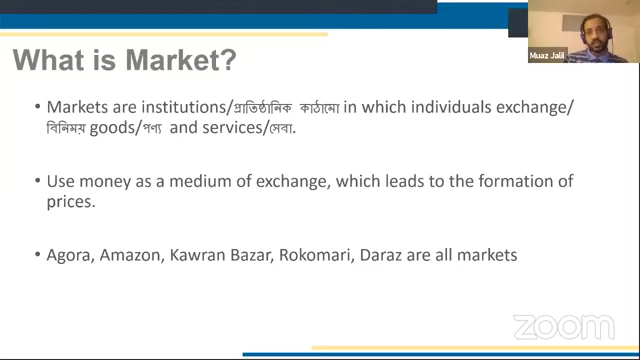 What is Market?
Muaz Jalil
• Markets are institutions/প্রাতিষ্ঠানিক কাঠামো in which individuals exchange/
বিনিময় goods/পণ্য and services/সেবা.
• Use money as a medium of exchange, which leads to the formation of
prices.
• Agora, Amazon, Kawran Bazar, Rokomari, Daraz are all markets
zoom